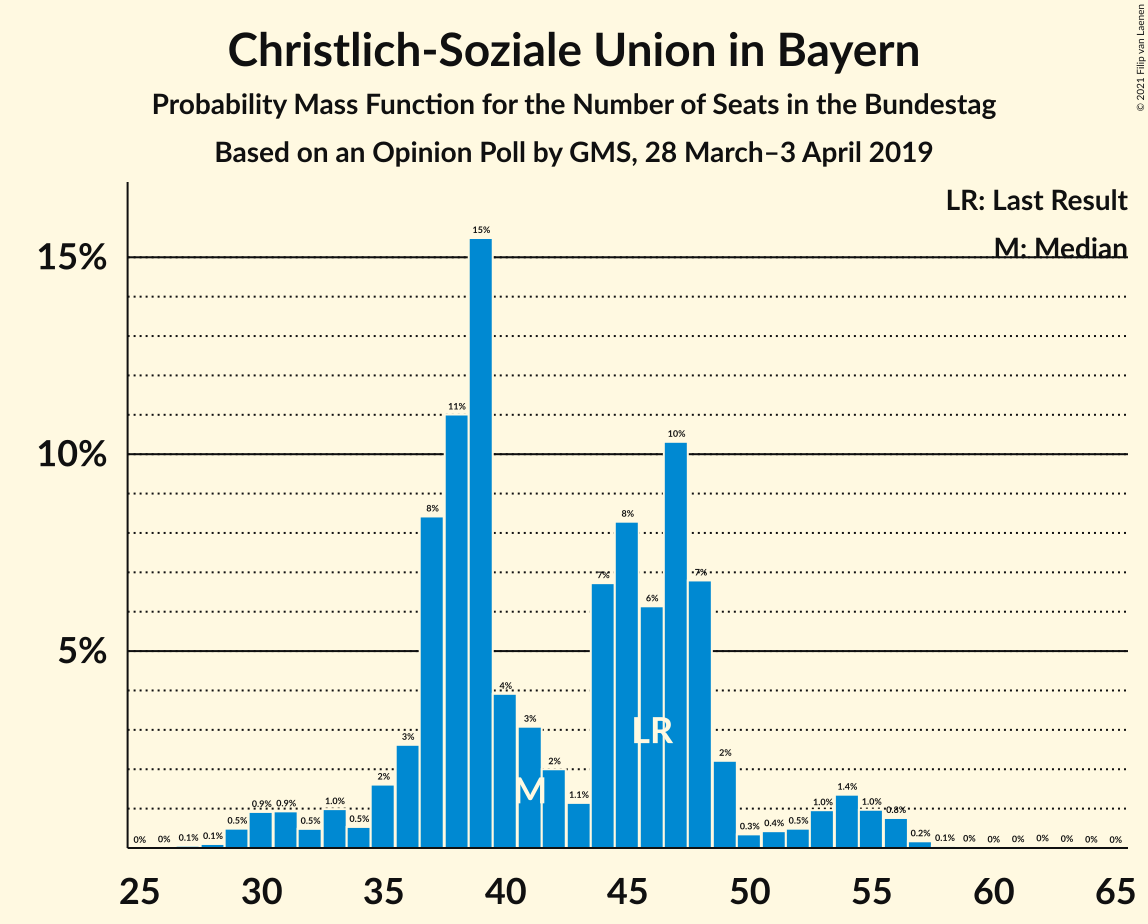 Christlich-Soziale Union in Bayern
Probability Mass Function for the Number of Seats in the Bundestag
Based on an Opinion Poll by GMS, 28 March–3 April 2019
© 2021 Filip van Laenen
LR: Last Result
M: Median
15%
10%
5%
0% 0% 0.1% 0.1% 0.5% 0.9% 0.9% 0.5% 1.0% 0.5% 2% 3% 8% 11% 15% 4% 3% 2% 1.1% 7% 8% 6% 10% 7% 2% 0.3% 0.4% 0.5% 1.0% 1.4% 1.0% 0.8% 0.2% 0.1% 0% 0% 0% 0% 0% 0% 0%
M
LR
25 30 35 40 45 50 55 60 65